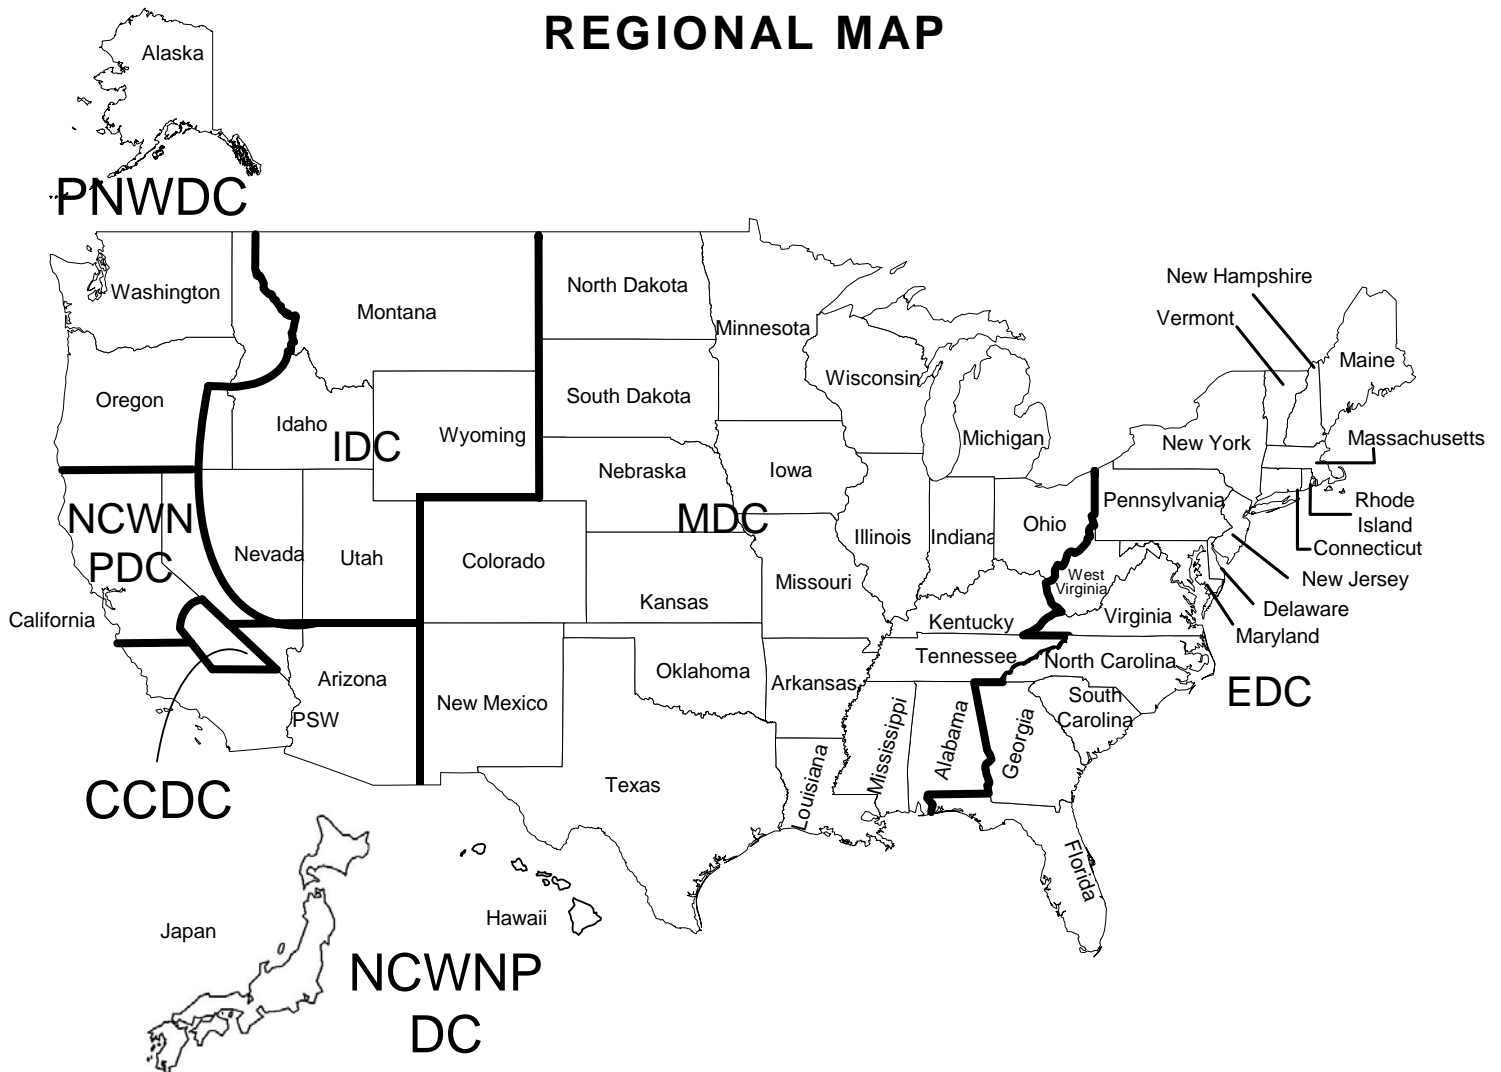 REGIONAL MAP
Alaska
PNWDC
Washington
Montana
North Dakota
Minnesota
New Hampshire
Vermont
Maine
Oregon
Idaho
IDC
Wyoming
South Dakota
Wisconsin
Michigan
New York
Massachusetts
Nebraska
Iowa
Pennsylvania
Rhode
Island
NCWN
PDC
Nevada
Utah
Colorado
MDC
Illinois
Indiana
Ohio
Connecticut
New Jersey
West
Virginia
Missouri
Kansas
Virginia
Delaware
Maryland
California
Kentucky
Tennessee
North Carolina
Oklahoma
Arkansas
Arizona
New Mexico
PSW
South
Carolina
EDC
Mississippi
Alabama
Georgia
Texas
Louisiana
CCDC
Florida
Japan
Hawaii
NCWNP
DC